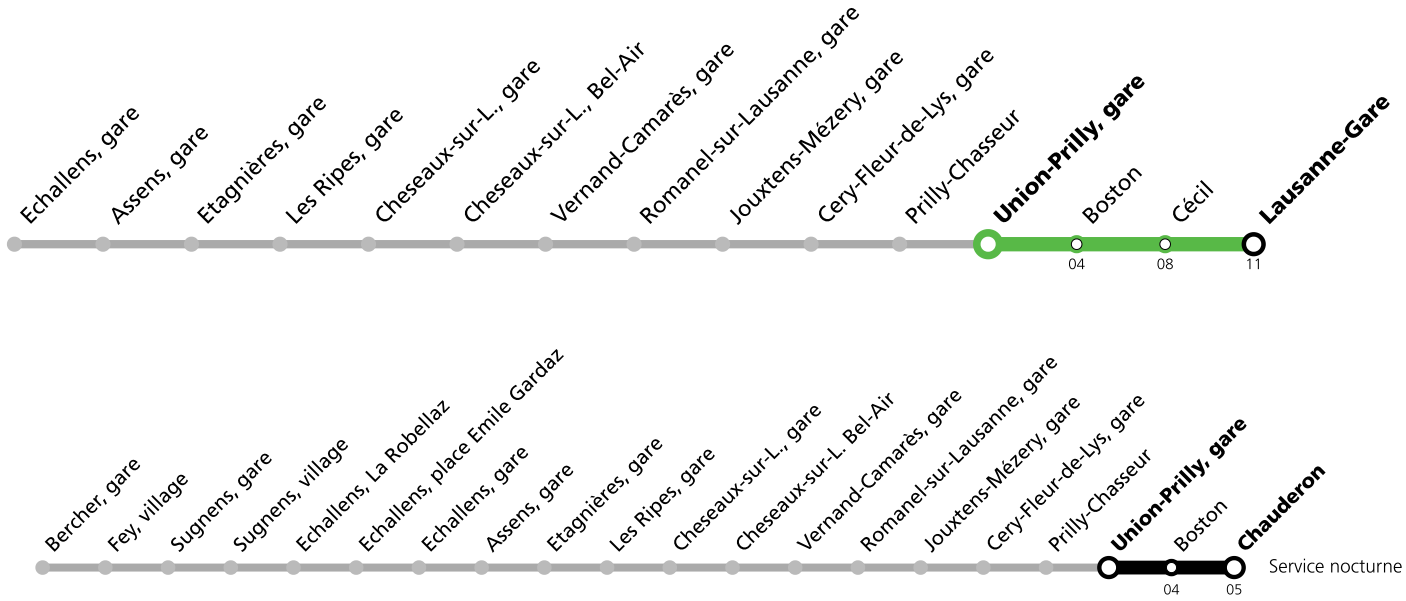 Echallens, gare
Assens, gare
Etagnières, gare
Les Ripes, gare
Cheseaux-sur-L., gare
Cheseaux-sur-L., Bel-Air
Vernand-Camarès, gare
Romanel-sur-Lausanne, gare
Jouxtens-Mézery, gare
Cery-Fleur-de-Lys, gare
Prilly-Chasseur
Union-Prilly, gare
Boston
Cécil
Lausanne-Gare
04
08
11
Bercher, gare
Fey, village
Sugnens, gare
Sugnens, village
Echallens, La Robellaz
Echallens, place Emile Gardaz
Echallens, gare
Assens, gare
Etagnières, gare
Les Ripes, gare
Cheseaux-sur-L., gare
Cheseaux-sur-L. Bel-Air
Vernand-Camarès, gare
Romanel-sur-Lausanne, gare
Jouxtens-Mézery, gare
Cery-Fleur-de-Lys, gare
Prilly-Chasseur
Union-Prilly, gare
Boston
Chauderon
Service nocturne
04
05